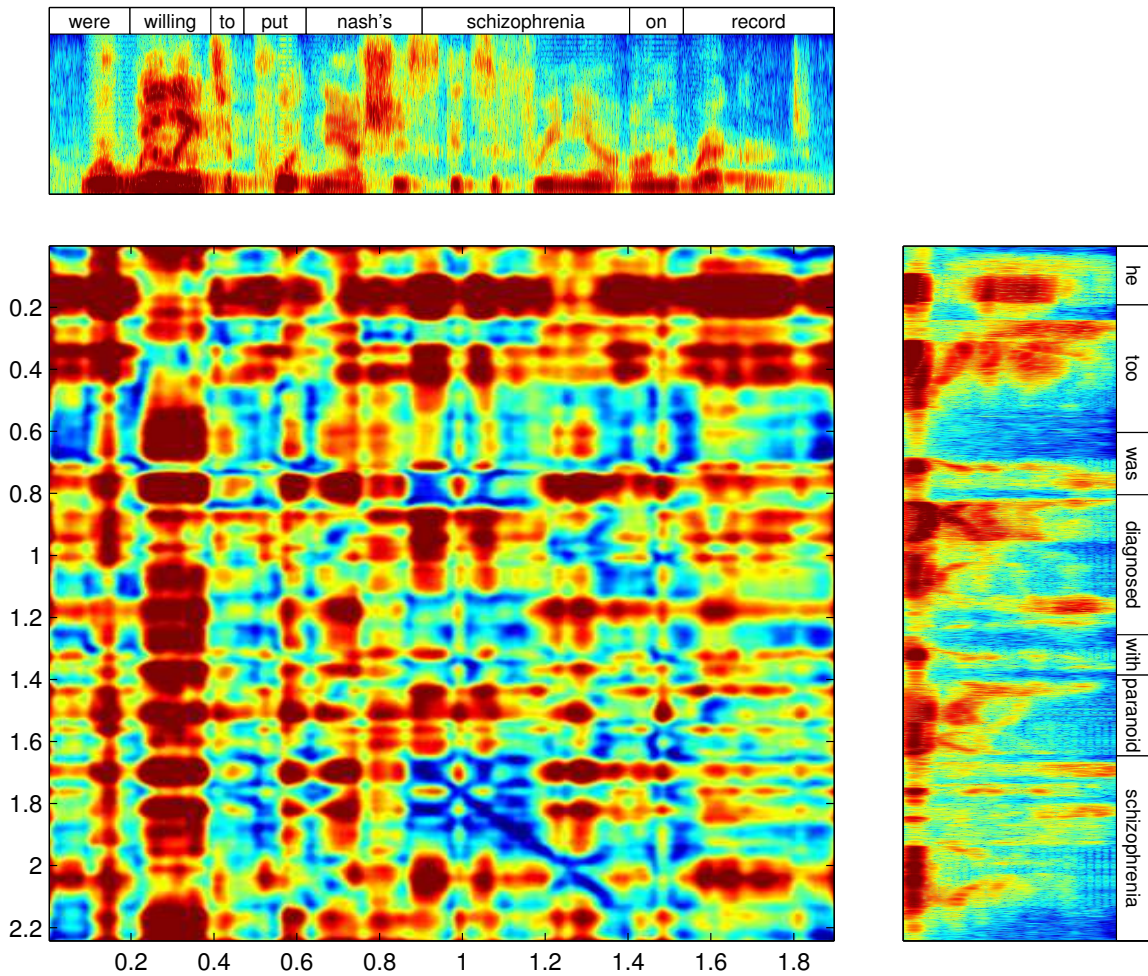 were willing to put nash's schizophrenia on record
he
too
was
diagnosed
with
paranoid
schizophrenia
0.2
0.4
0.6
0.8
1
1.2
1.4
1.6
1.8
2
2.2
0.2 0.4 0.6 0.8 1 1.2 1.4 1.6 1.8